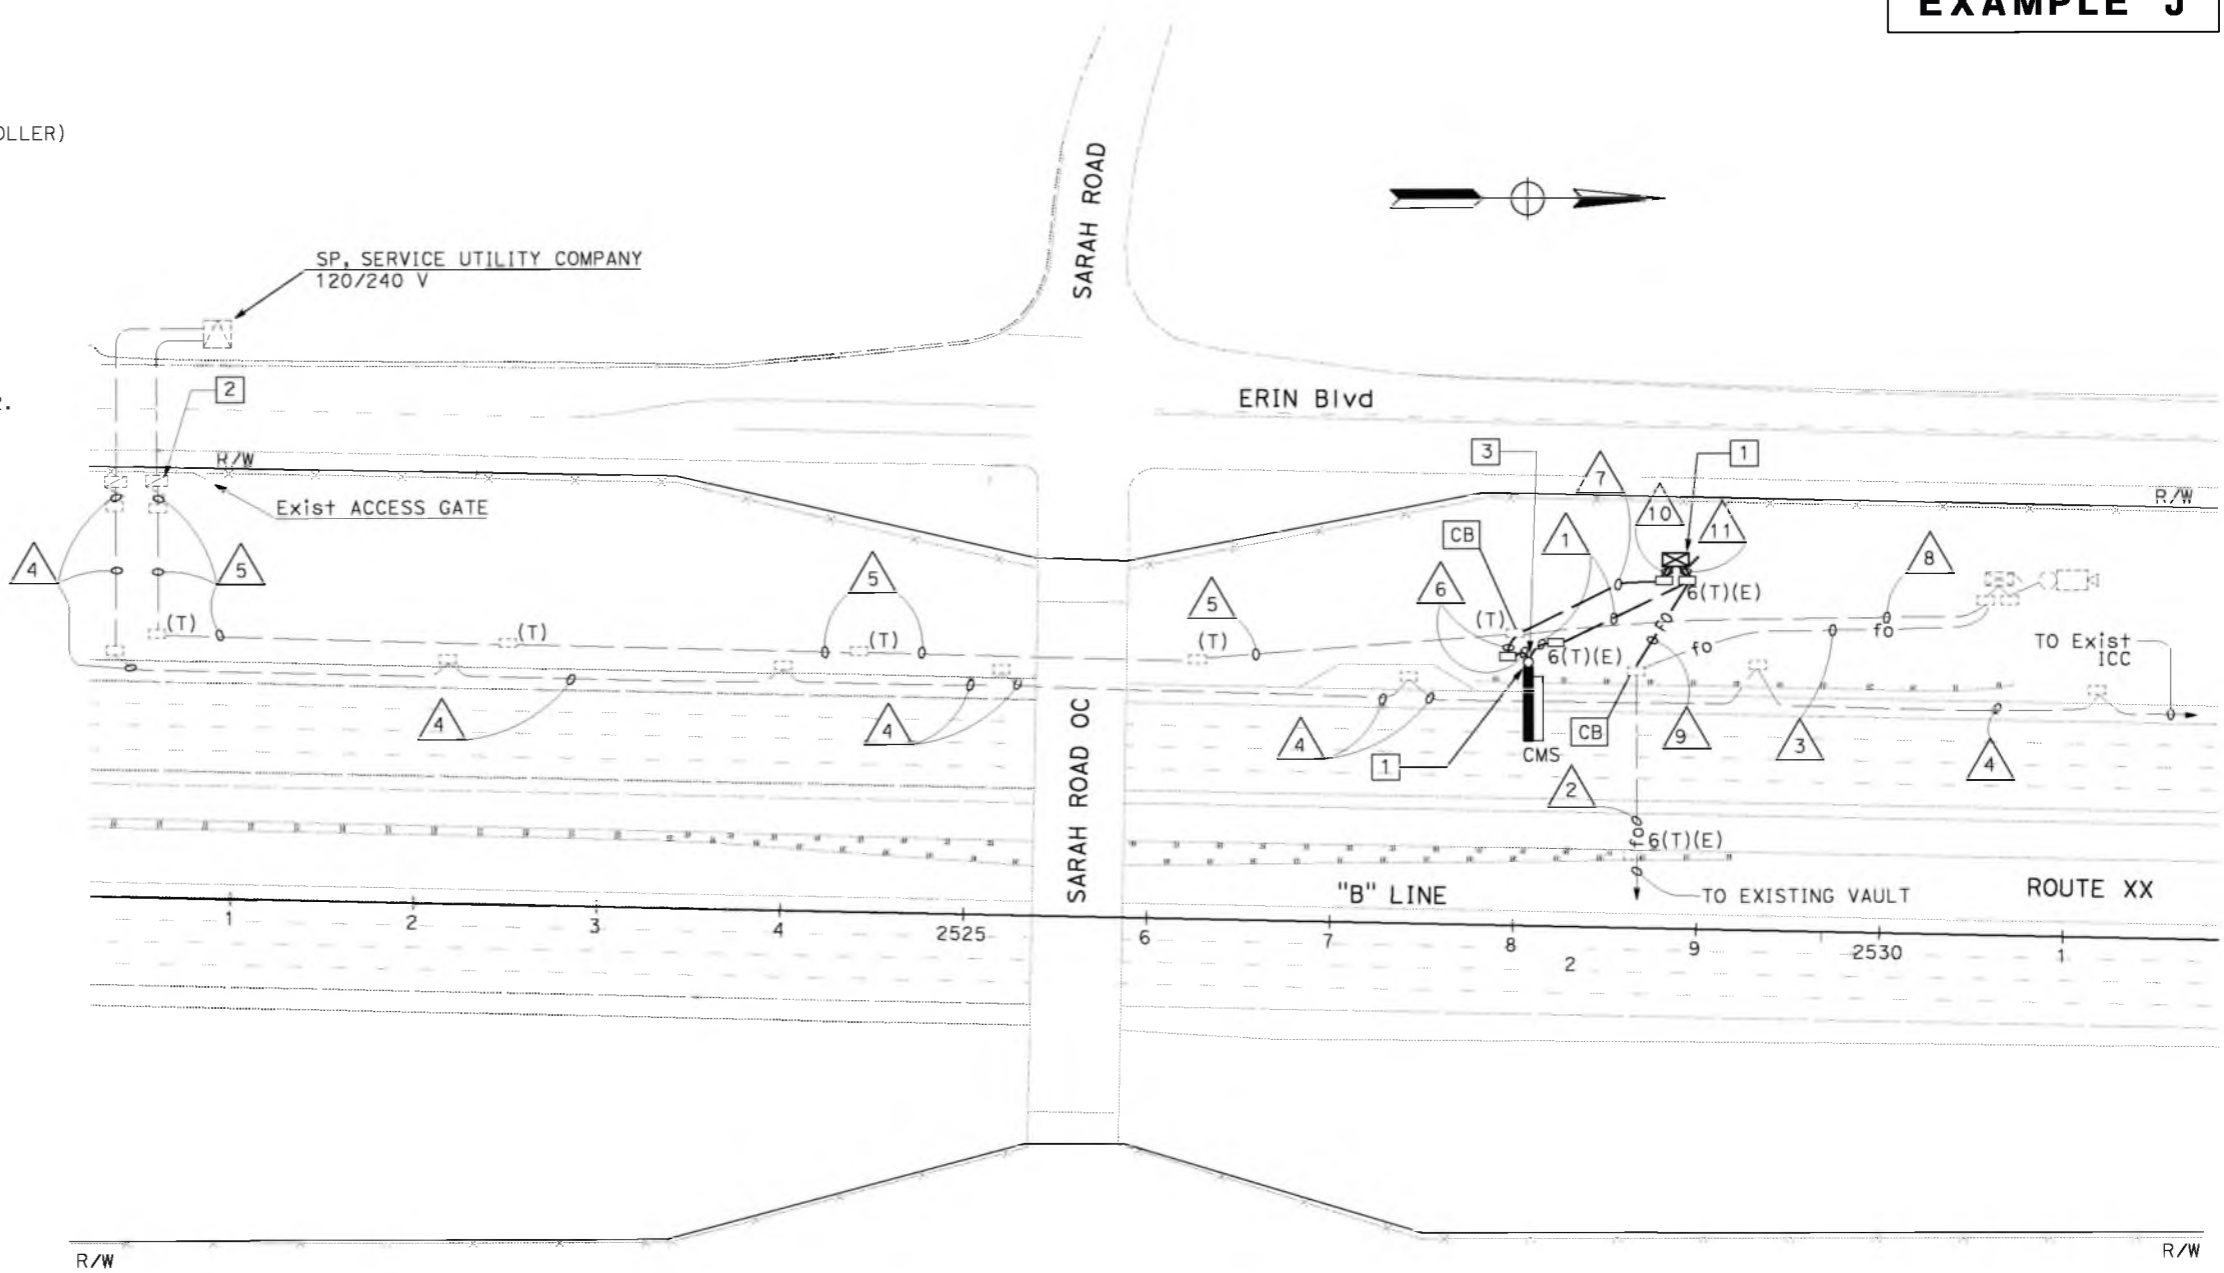 EXAMPLE J
OLLER)
SARAH ROAD
SP, SERVICE UTILITY COMPANY
120/240 V
2
R.
ERIN Blvd
R/W
Exist ACCESS GATE
3
7
1
10
11
R/W
CB
1
4
5
5
5
6
8
(T)
(T)
(T)
(T)
(T)
6(T)(E)
6(T)(E)
fo
fo
fo
TO Exist
ICC
4
4
4
1
CMS
CB
9
3
4
2
SARAH ROAD OC
fo
6(T)(E)
"B" LINE
TO EXISTING VAULT
ROUTE XX
1
2
3
4
2525
6
7
8
9
2530
1
2
R/W
R/W